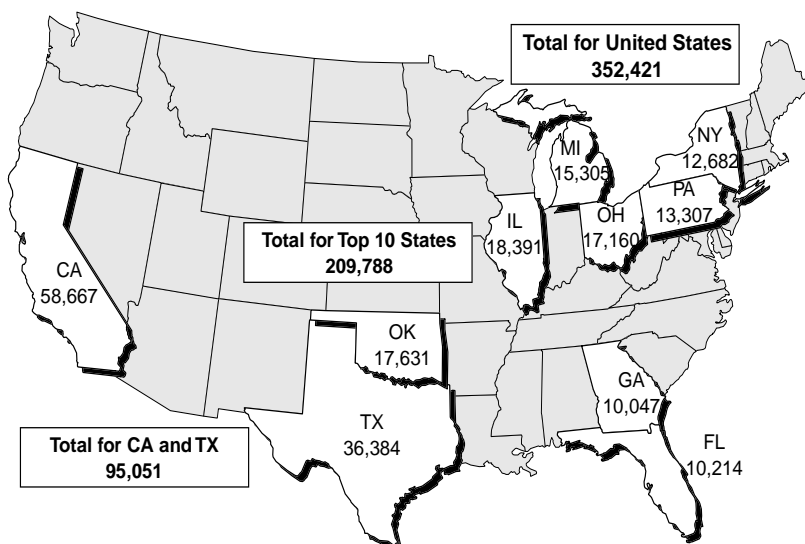 Total for United States
352,421
NY
12,682
MI
15,305
PA
13,307
IL
18,391
OH
17,160
Total for Top 10 States
209,788
CA
58,667
OK
17,631
GA
10,047
TX
36,384
FL
10,214
Total for CA and TX
95,051